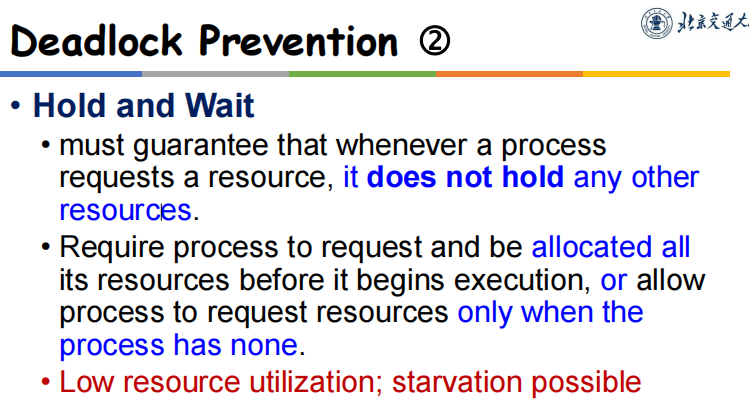 Deadlock Prevention ②
北京交通大
• Hold and Wait
• must guarantee that whenever a process
requests a resource, it does not hold any other
resources.
• Require process to request and be allocated all
its resources before it begins execution, or allow
process to request resources only when the
process has none.
• Low resource utilization; starvation possible